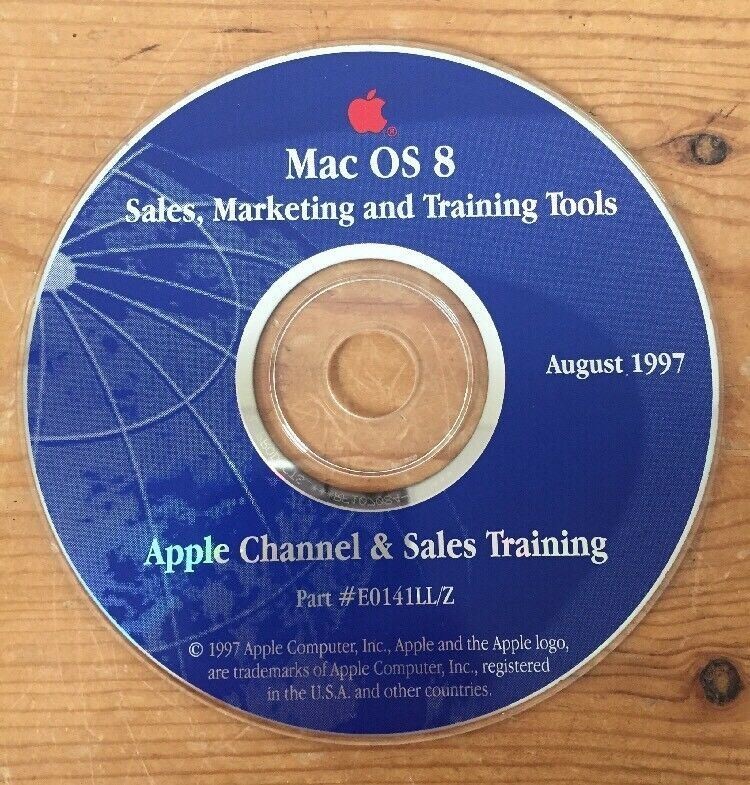 ®
Mac OS 8
Sales, Marketing and Training Tools
August 1997
Apple Channel & Sales Training
Part #E0141LL/Z
© 1997 Apple Computer, Inc., Apple and the Apple logo,
are trademarks of Apple Computer, Inc., registered
in the U.S.A. and other countries.